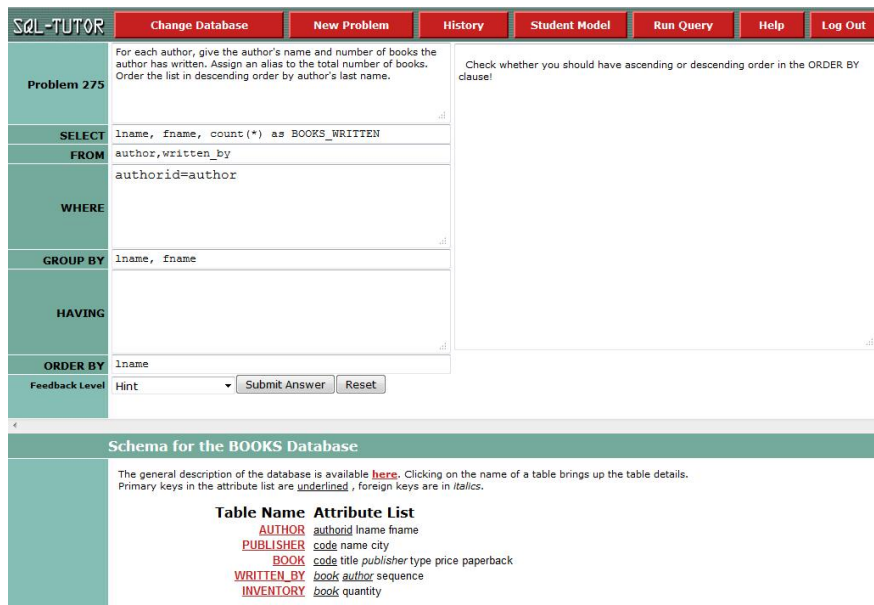 SQL-TUTOR Change Database New Problem History Student Model Run Query Help Log Out
Problem 275
For each author, give the author's name and number of books the
author has written. Assign an alias to the total number of books.
Order the list in descending order by author's last name.
Check whether you should have ascending or descending order in the ORDER BY
clause!
SELECT lname, fname, count(*) as BOOKS_WRITTEN
FROM author,written_by
WHERE authorid=author
GROUP BY lname, fname
HAVING
ORDER BY lname
Feedback Level Hint Submit Answer Reset
Schema for the BOOKS Database
The general description of the database is available here. Clicking on the name of a table brings up the table details.
Primary keys in the attribute list are underlined , foreign keys are in italics.
Table Name Attribute List
AUTHOR authorid lname fname
PUBLISHER code name city
BOOK code title publisher type price paperback
WRITTEN_BY book author sequence
INVENTORY book quantity